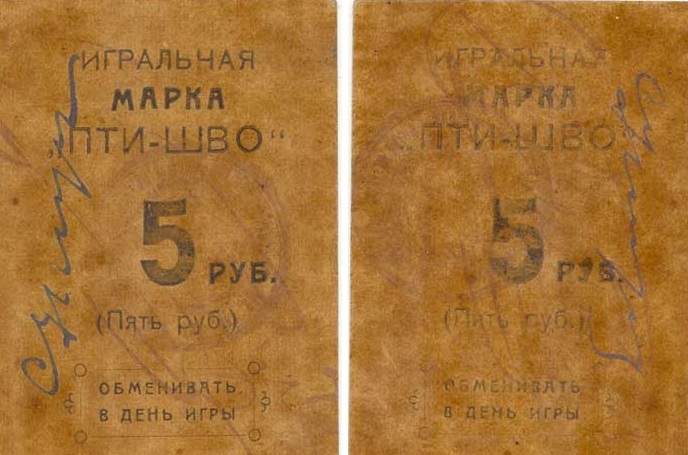 ИГРАЛЬНАЯ
МАРКА
„ПТИ-ШВО“
5 РУБ.
(Пять руб.)
ОБМЕНИВАТЬ
В ДЕНЬ ИГРЫ
ИГРАЛЬНАЯ
МАРКА
„ПТИ-ШВО
5 РУБ.
(Пять руб.)
ОБМЕНИВАТЬ
В ДЕНЬ ИГРЫ